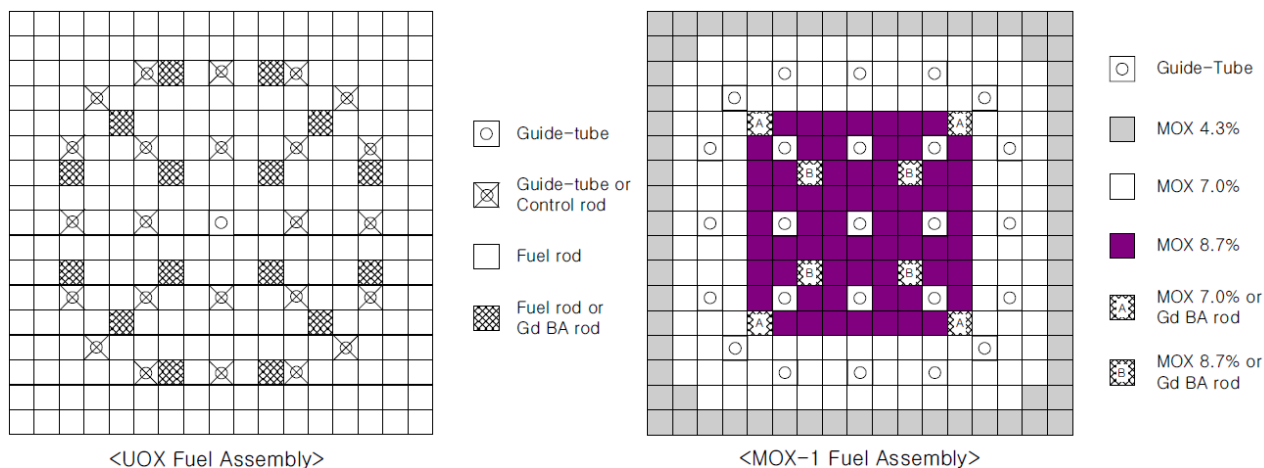 Guide-tube
Guide-tube or
Control rod
Fuel rod
Fuel rod or
Gd BA rod
<UOX Fuel Assembly>
A
A
B
B
B
B
A
A
Guide-Tube
MOX 4.3%
MOX 7.0%
MOX 8.7%
A
MOX 7.0% or
Gd BA rod
B
MOX 8.7% or
Gd BA rod
<MOX-1 Fuel Assembly>